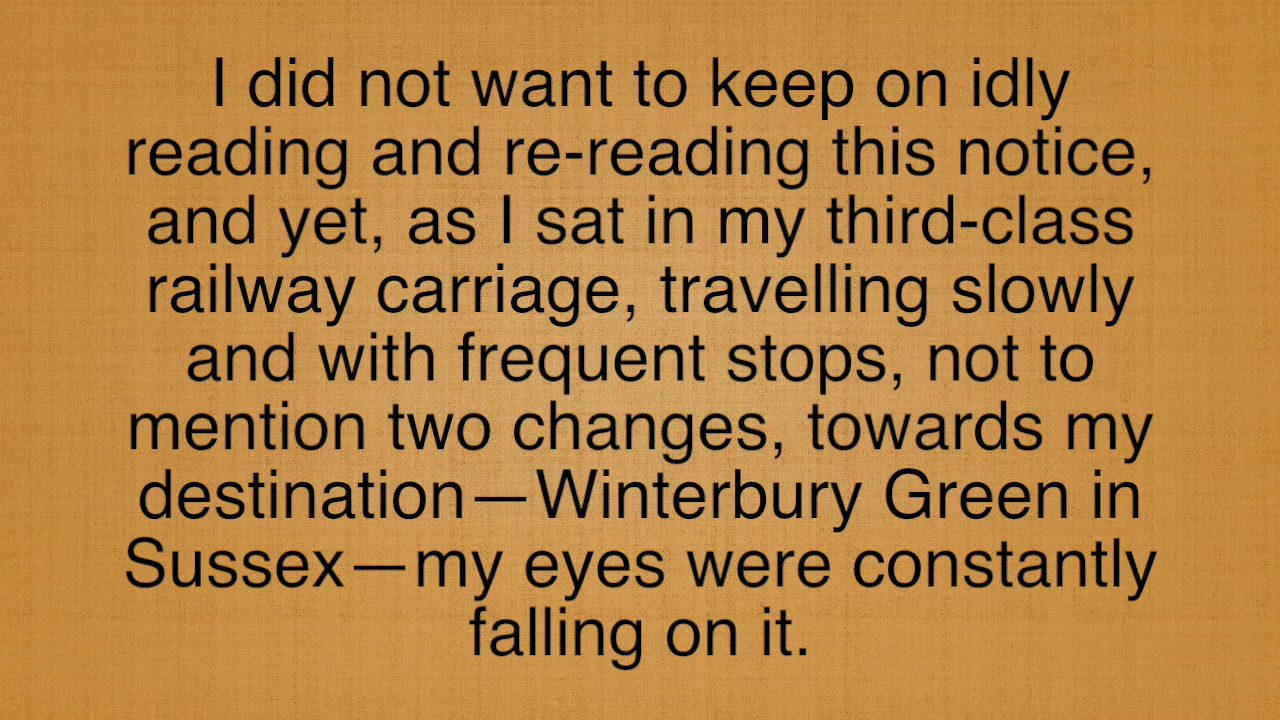 I did not want to keep on idly
reading and re-reading this notice,
and yet, as I sat in my third-class
railway carriage, travelling slowly
and with frequent stops, not to
mention two changes, towards my
destination—Winterbury Green in
Sussex—my eyes were constantly
falling on it.